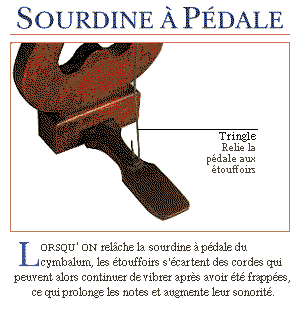 SOURDINE À PÉDALE
Tringle
Relie la
pédale aux
étouffoirs
LORSQU'ON relâche la sourdine à pédale du
cymbalum, les étouffoirs s'écartent des cordes qui
peuvent alors continuer de vibrer après avoir été frappées,
ce qui prolonge les notes et augmente leur sonorité.